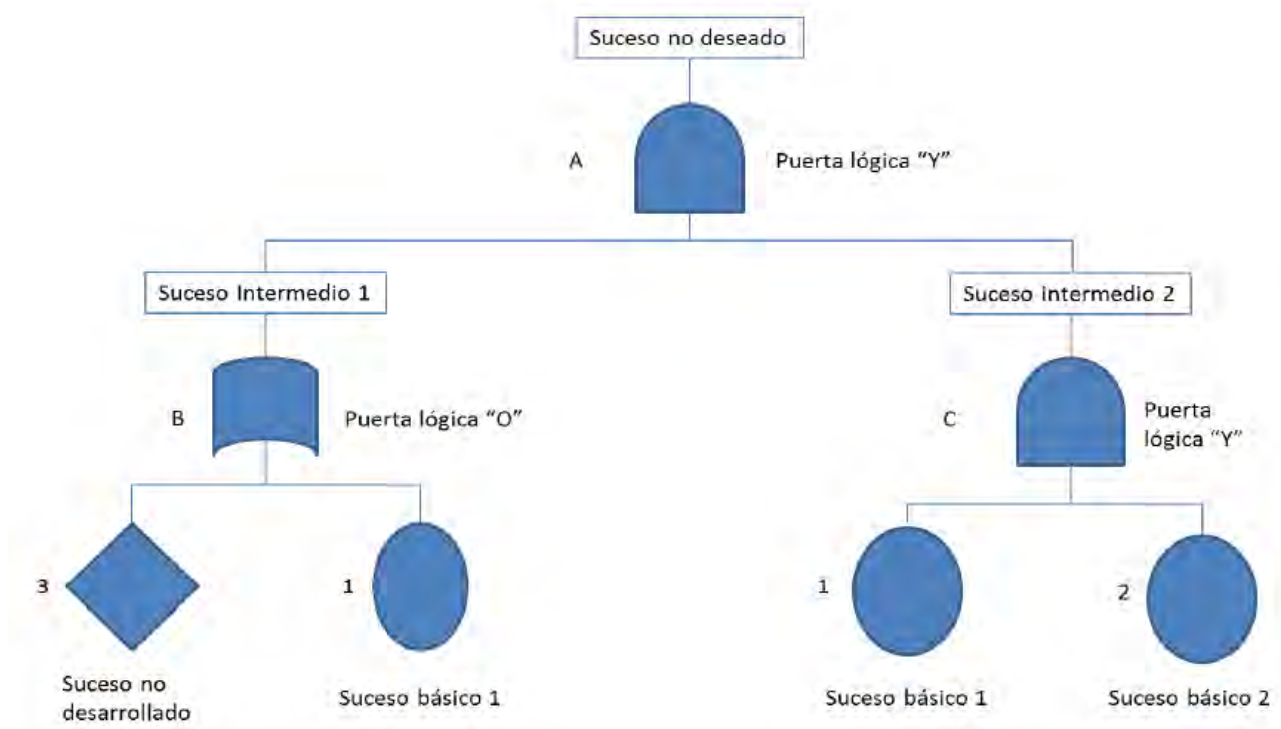 Suceso no deseado
A
Puerta lógica “Y”
Suceso Intermedio 1
Suceso intermedio 2
B
Puerta lógica “O”
C
Puerta
lógica “Y”
3
1
1
2
Suceso no
desarrollado
Suceso básico 1
Suceso básico 1
Suceso básico 2